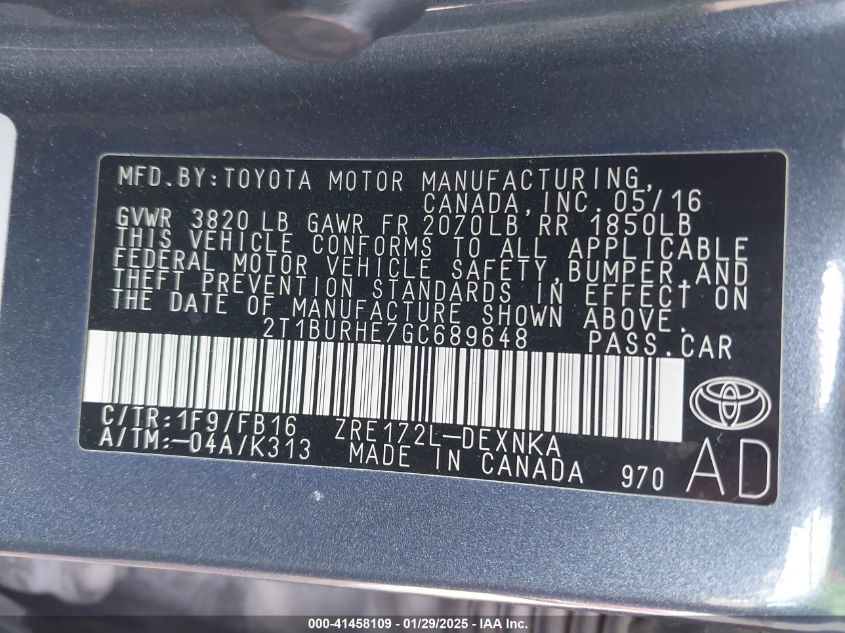 MFD.BY:TOYOTA MOTOR MANUFACTURING,
CANADA, INC. 05/16
GVWR 3820 LB GAWR FR 2070LB RR 1850LB
THIS VEHICLE CONFORMS TO ALL APPLICABLE
FEDERAL MOTOR VEHICLE SAFETY,BUMPER,AND
THEFT PREVENTION STANDARDS IN EFFECT ON
THE DATE OF MANUFACTURE SHOWN ABOVE.
2T1BURHE7GC689648 PASS.CAR
C/TR:1F9/FB16 ZRE172L-DEXNKA
A/TM:-04A/K313 MADE IN CANADA 970
AD
000-41458109 - 01/29/2025 - © IAA Inc.